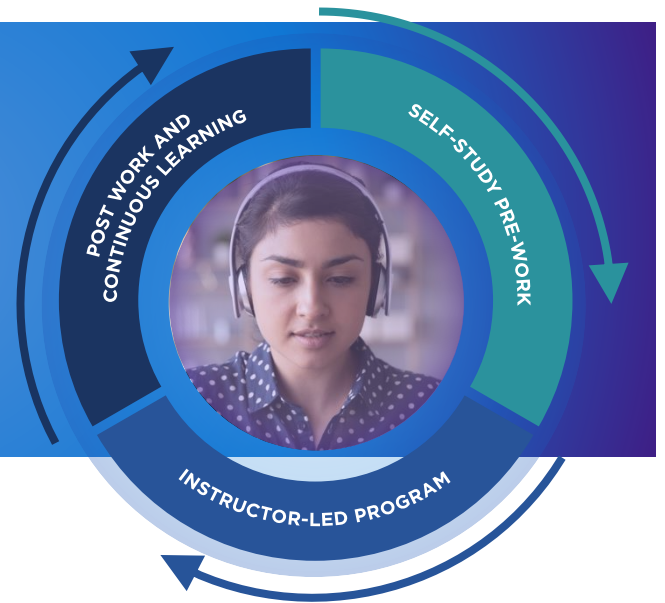 SELF-STUDY PRE-WORK
INSTRUCTOR-LED PROGRAM
POST WORK AND
CONTINUOUS LEARNING